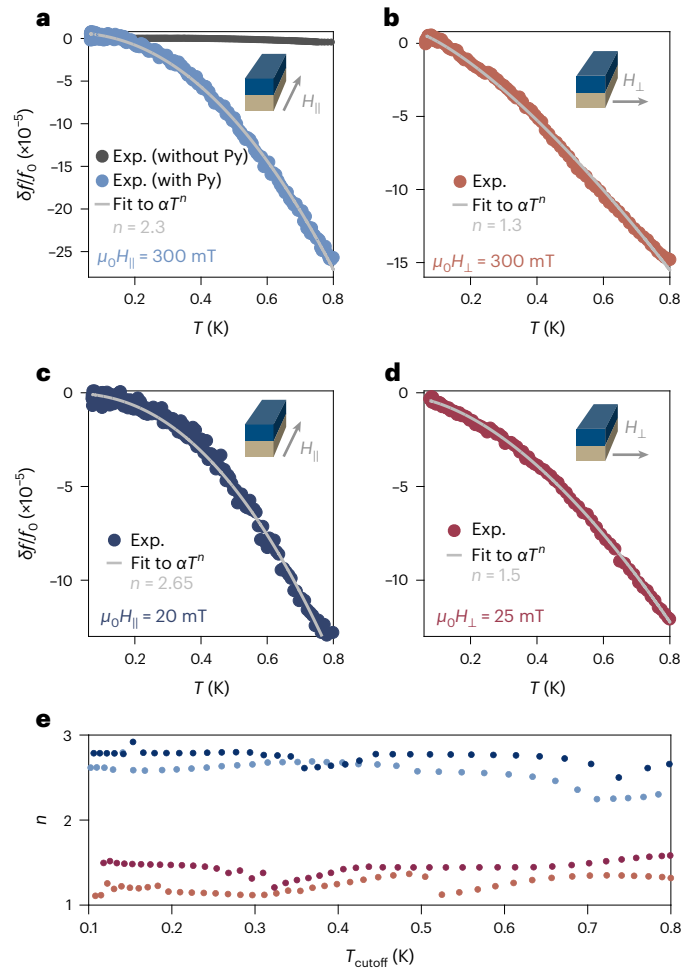 a
0
−5
−10
−15
−20
−25
δf/f₀ (×10⁻⁵)
H∥
Exp. (without Py)
Exp. (with Py)
Fit to αTⁿ
n = 2.3
μ₀H∥ = 300 mT
0.2 0.4 0.6 0.8
T (K)
b
0
−5
−10
−15
H⊥
Exp.
Fit to αTⁿ
n = 1.3
μ₀H⊥ = 300 mT
0.2 0.4 0.6 0.8
T (K)
c
0
−5
−10
δf/f₀ (×10⁻⁵)
H∥
Exp.
Fit to αTⁿ
n = 2.65
μ₀H∥ = 20 mT
0.2 0.4 0.6 0.8
T (K)
d
0
−5
−10
H⊥
Exp.
Fit to αTⁿ
n = 1.5
μ₀H⊥ = 25 mT
0.2 0.4 0.6 0.8
T (K)
e
3
2
1
n
0.1 0.2 0.3 0.4 0.5 0.6 0.7 0.8
T_cutoff (K)